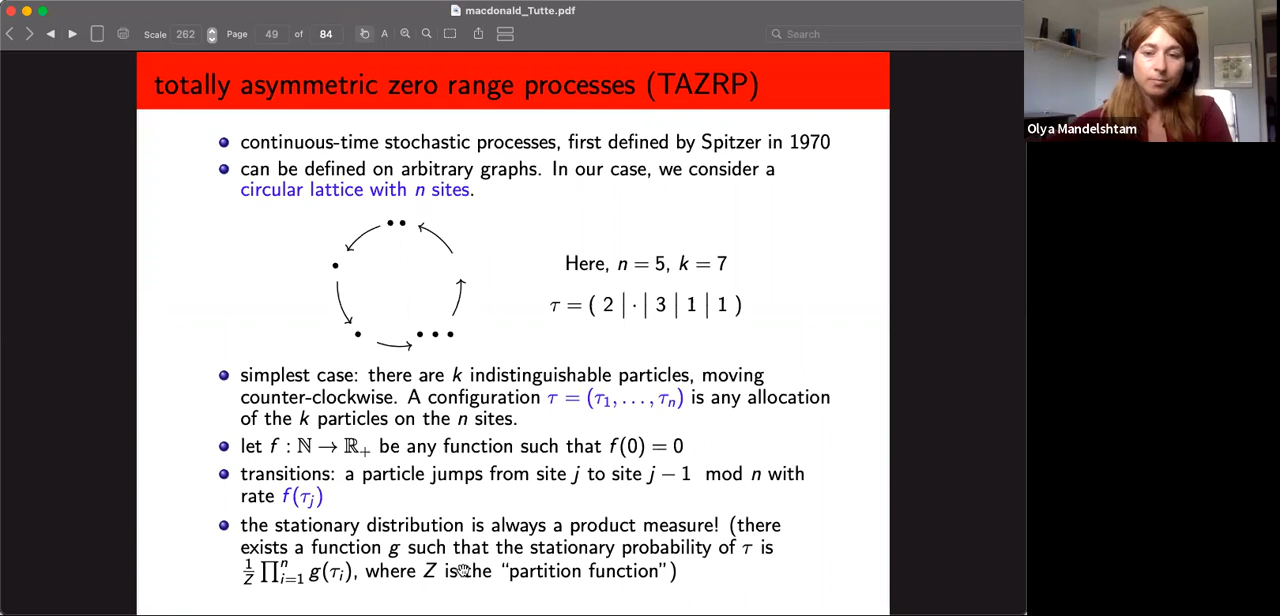 macdonald_Tutte.pdf
Scale 262 Page 49 of 84 A Search
totally asymmetric zero range processes (TAZRP)
continuous-time stochastic processes, first defined by Spitzer in 1970
can be defined on arbitrary graphs. In our case, we consider a
circular lattice with n sites.
Here, n = 5, k = 7
τ = ( 2 | · | 3 | 1 | 1 )
simplest case: there are k indistinguishable particles, moving
counter-clockwise. A configuration τ = (τ₁, . . . , τₙ) is any allocation
of the k particles on the n sites.
let f : ℕ → ℝ₊ be any function such that f(0) = 0
transitions: a particle jumps from site j to site j − 1 mod n with
rate f(τⱼ)
the stationary distribution is always a product measure! (there
exists a function g such that the stationary probability of τ is
1/Z ∏ⁿᵢ₌₁ g(τᵢ), where Z is the “partition function”)
Olya Mandelshtam